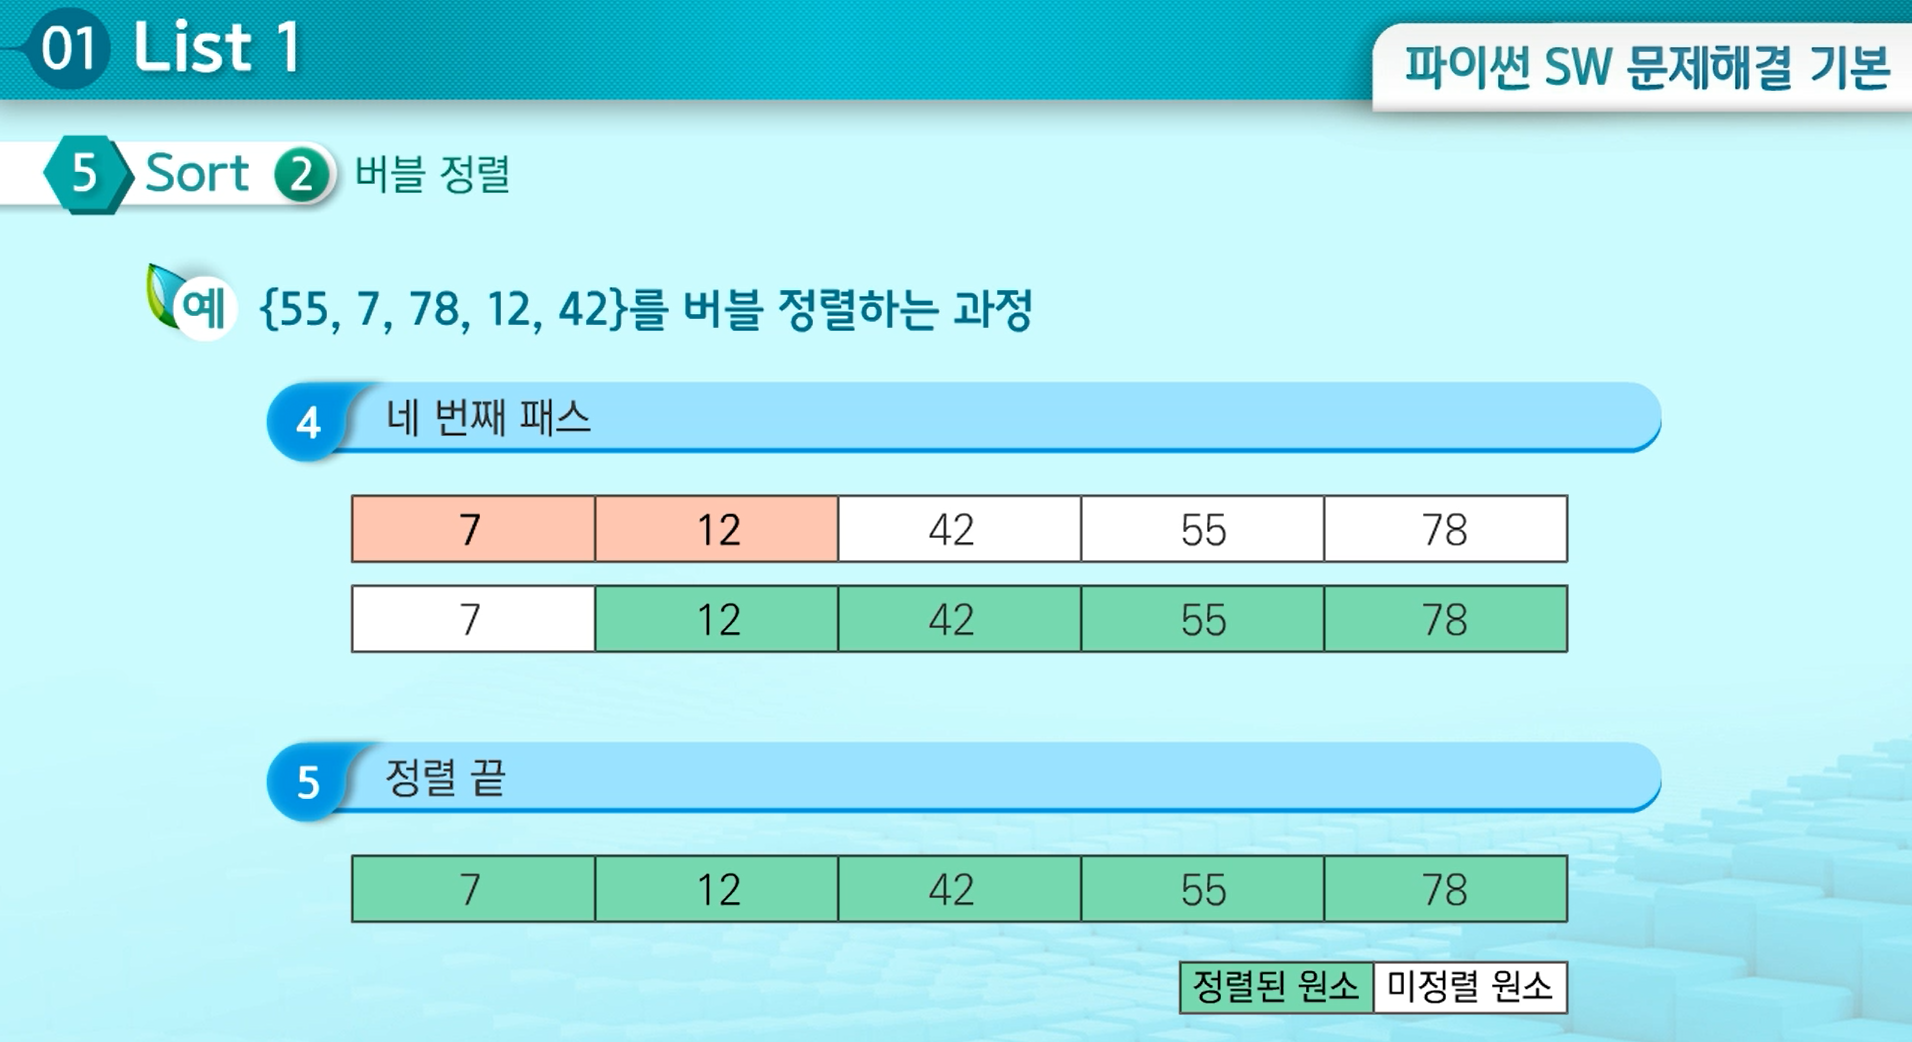 01 List 1
파이썬 SW 문제해결 기본
5 Sort 2 버블 정렬
예 {55, 7, 78, 12, 42}를 버블 정렬하는 과정
4 네 번째 패스
7 12 42 55 78
7 12 42 55 78
5 정렬 끝
7 12 42 55 78
정렬된 원소 미정렬 원소